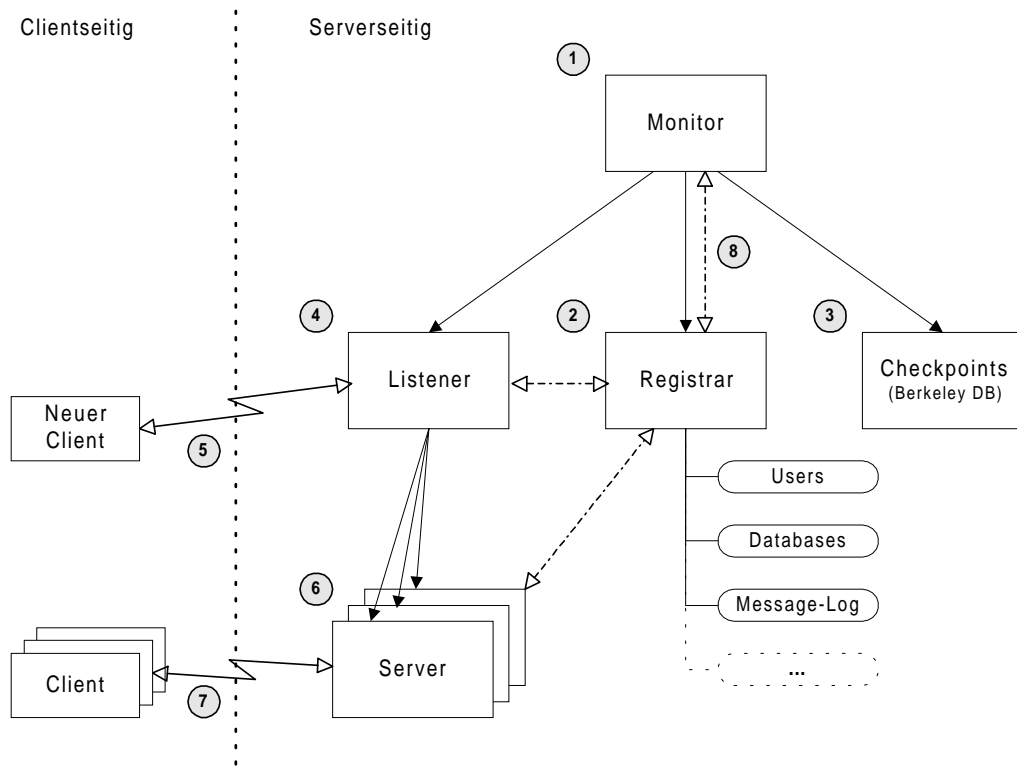 Clientseitig
Serverseitig
1
Monitor
8
4
2
3
Listener
Registrar
Checkpoints
(Berkeley DB)
Neuer
Client
5
Users
Databases
6
Message-Log
Client
Server
...
7